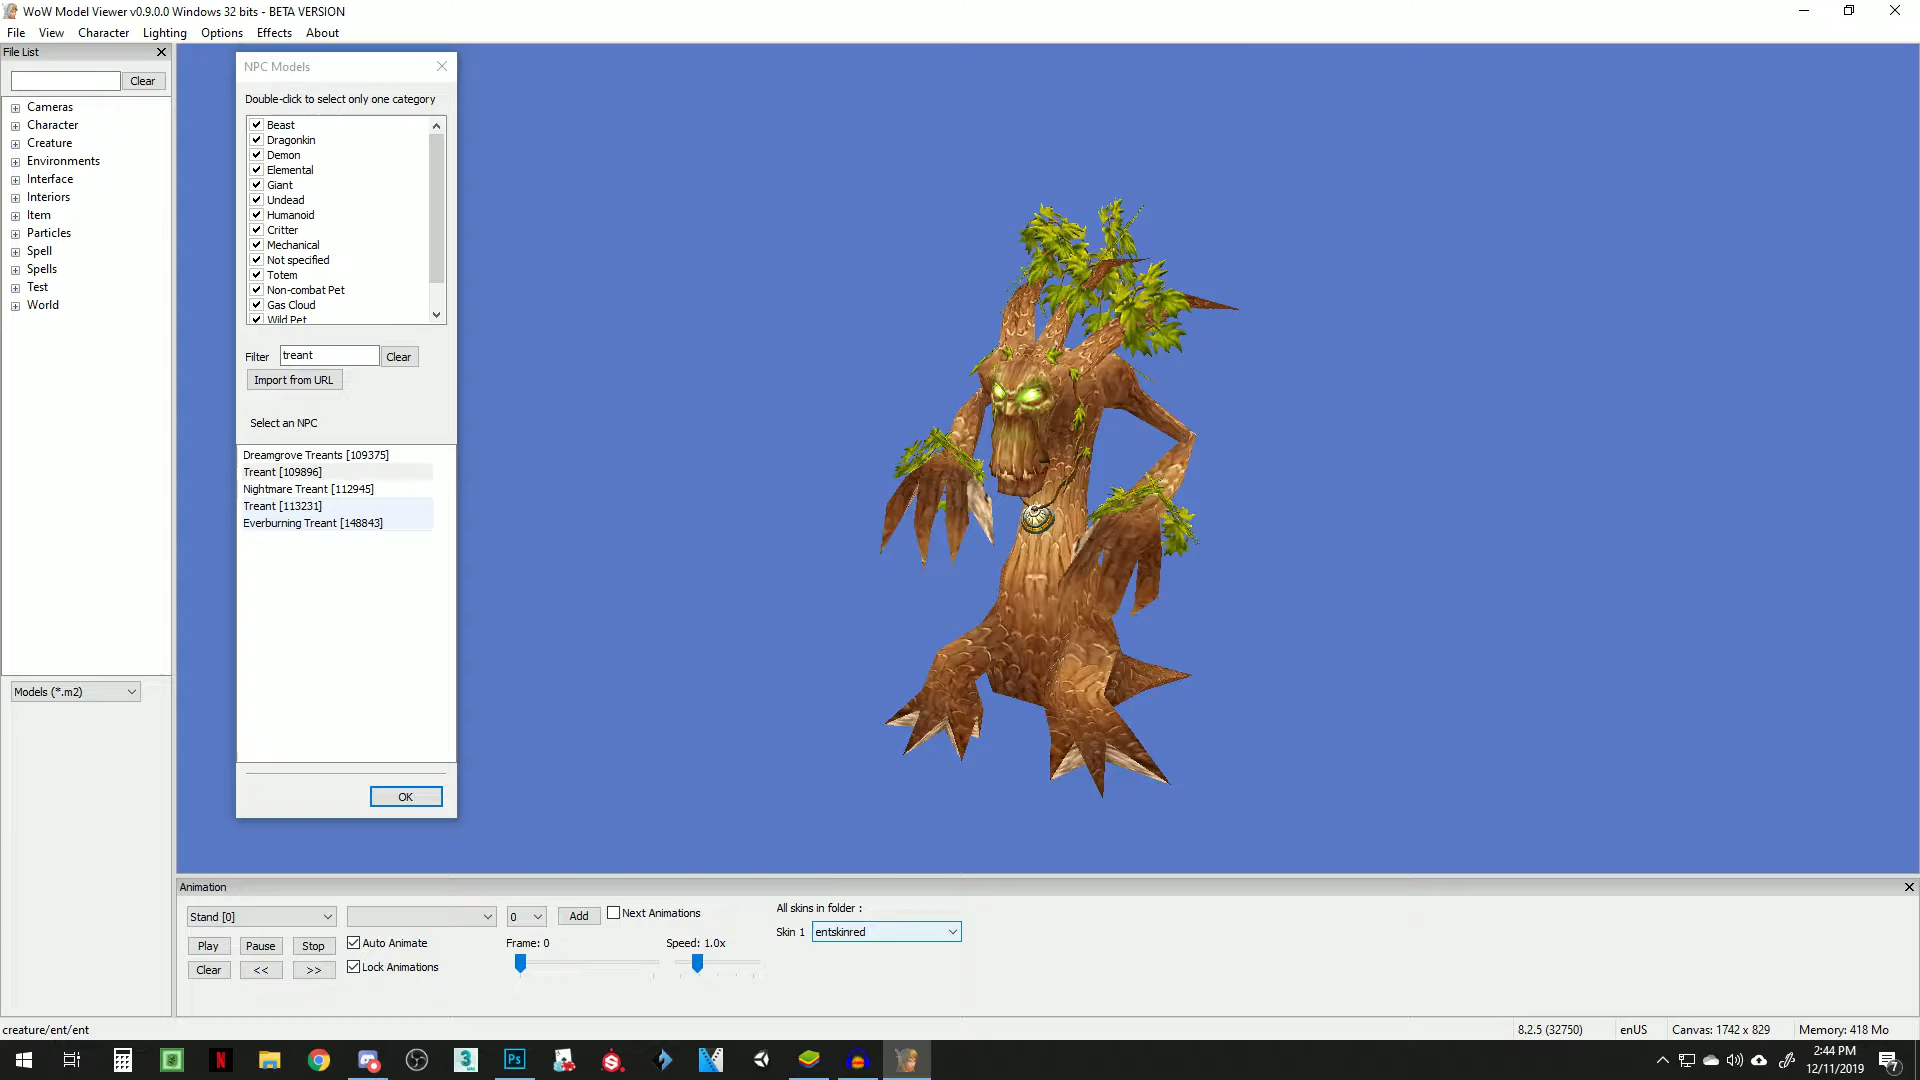 WoW Model Viewer v0.9.0.0 Windows 32 bits - BETA VERSION
File View Character Lighting Options Effects About
File List
Clear
Cameras
Character
Creature
Environments
Interface
Interiors
Item
Particles
Spell
Spells
Test
World
Models (*.m2)
NPC Models
Double-click to select only one category
Beast
Dragonkin
Demon
Elemental
Giant
Undead
Humanoid
Critter
Mechanical
Not specified
Totem
Non-combat Pet
Gas Cloud
Wild Pet
Filter treant Clear
Import from URL
Select an NPC
Dreamgrove Treants [109375]
Treant [109896]
Nightmare Treant [112945]
Treant [113231]
Everburning Treant [148843]
OK
Animation
Stand [0] 0 Add Next Animations
Play Pause Stop Auto Animate Frame: 0 Speed: 1.0x
Clear << >> Lock Animations
All skins in folder :
Skin 1 entskinred
creature/ent/ent 8.2.5 (32750) enUS Canvas: 1742 x 829 Memory: 418 Mo
N 3 Ps
2:44 PM
12/11/2019
7